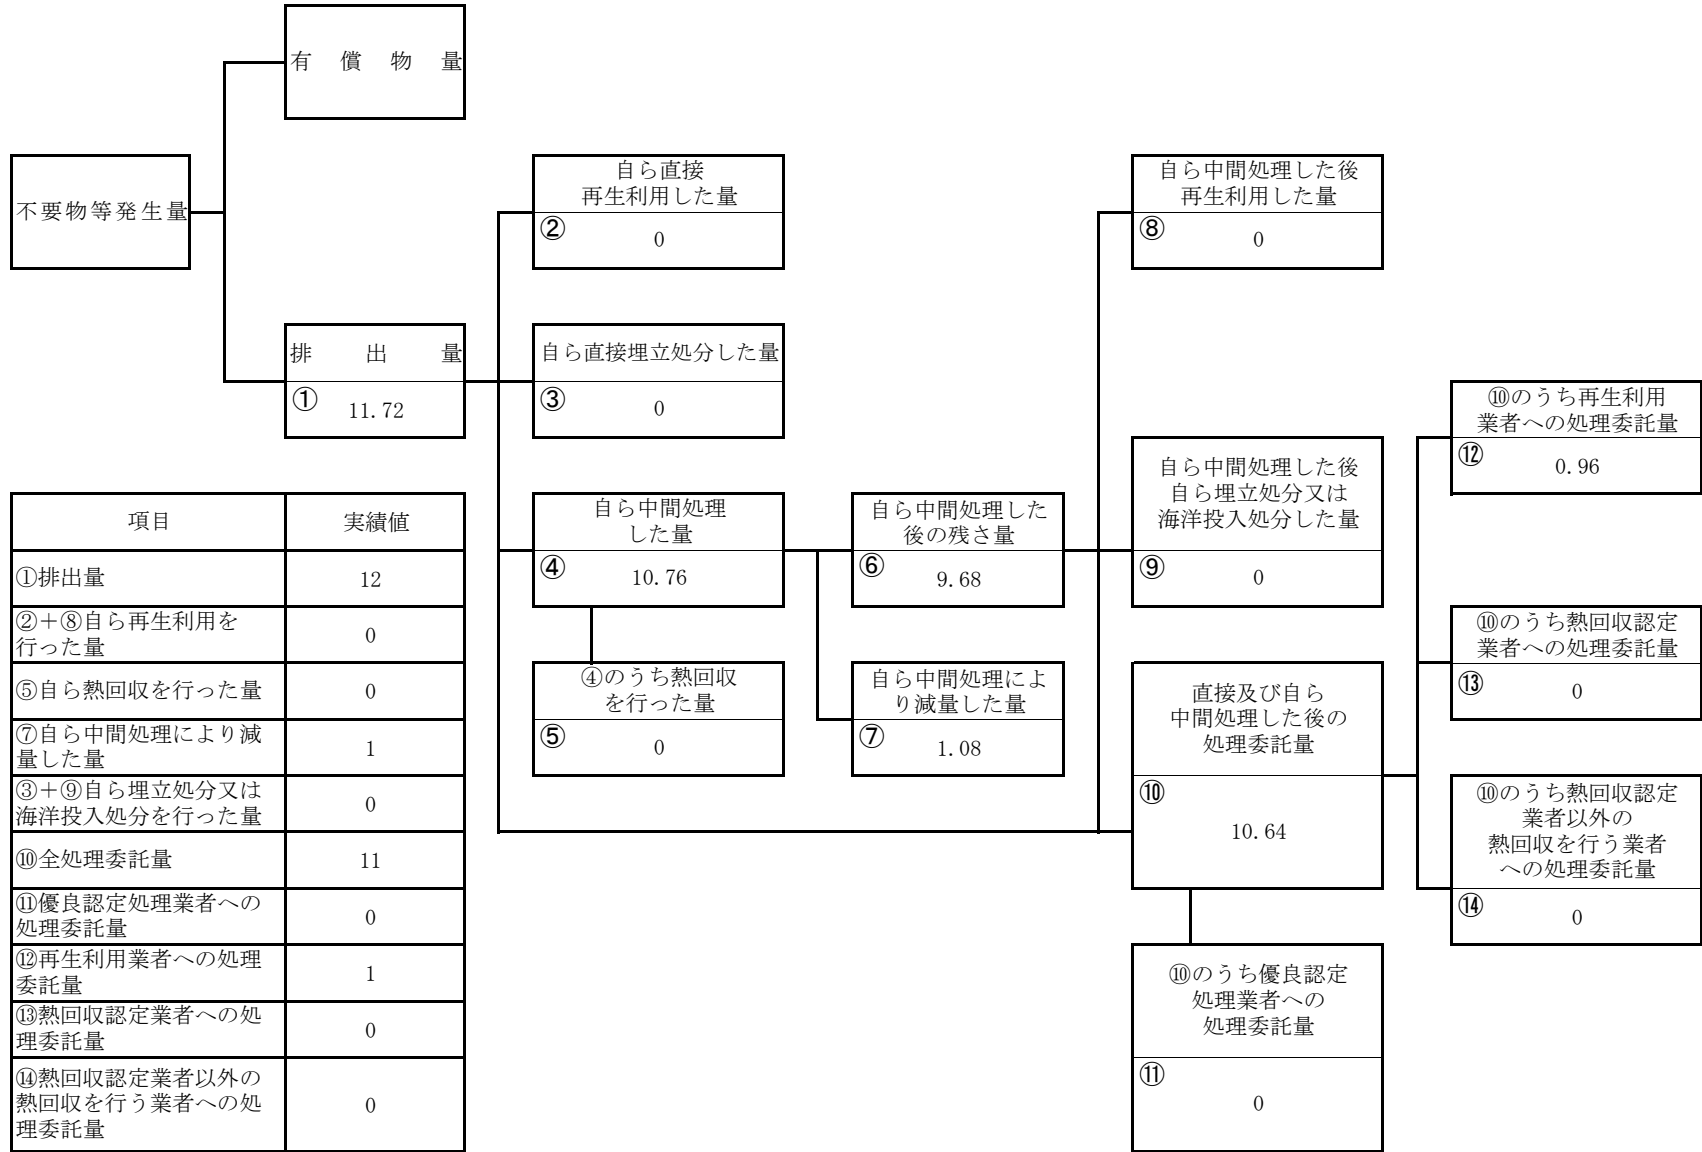 有償物量
不要物等発生量
排出量
① 11.72
自ら直接
再生利用した量
② 0
自ら直接埋立処分した量
③ 0
自ら中間処理
した量
④ 10.76
④のうち熱回収
を行った量
⑤ 0
自ら中間処理した
後の残さ量
⑥ 9.68
自ら中間処理によ
り減量した量
⑦ 1.08
自ら中間処理した後
再生利用した量
⑧ 0
自ら中間処理した後
自ら埋立処分又は
海洋投入処分した量
⑨ 0
直接及び自ら
中間処理した後の
処理委託量
⑩
10.64
⑩のうち優良認定
処理業者への
処理委託量
⑪
0
⑩のうち再生利用
業者への処理委託量
⑫ 0.96
⑩のうち熱回収認定
業者への処理委託量
⑬ 0
⑩のうち熱回収認定
業者以外の
熱回収を行う業者
への処理委託量
⑭ 0
項目 実績値
①排出量 12
②+⑧自ら再生利用を
行った量 0
⑤自ら熱回収を行った量 0
⑦自ら中間処理により減
量した量 1
③+⑨自ら埋立処分又は
海洋投入処分を行った量 0
⑩全処理委託量 11
⑪優良認定処理業者への
処理委託量 0
⑫再生利用業者への処理
委託量 1
⑬熱回収認定業者への処
理委託量 0
⑭熱回収認定業者以外の
熱回収を行う業者への処
理委託量 0